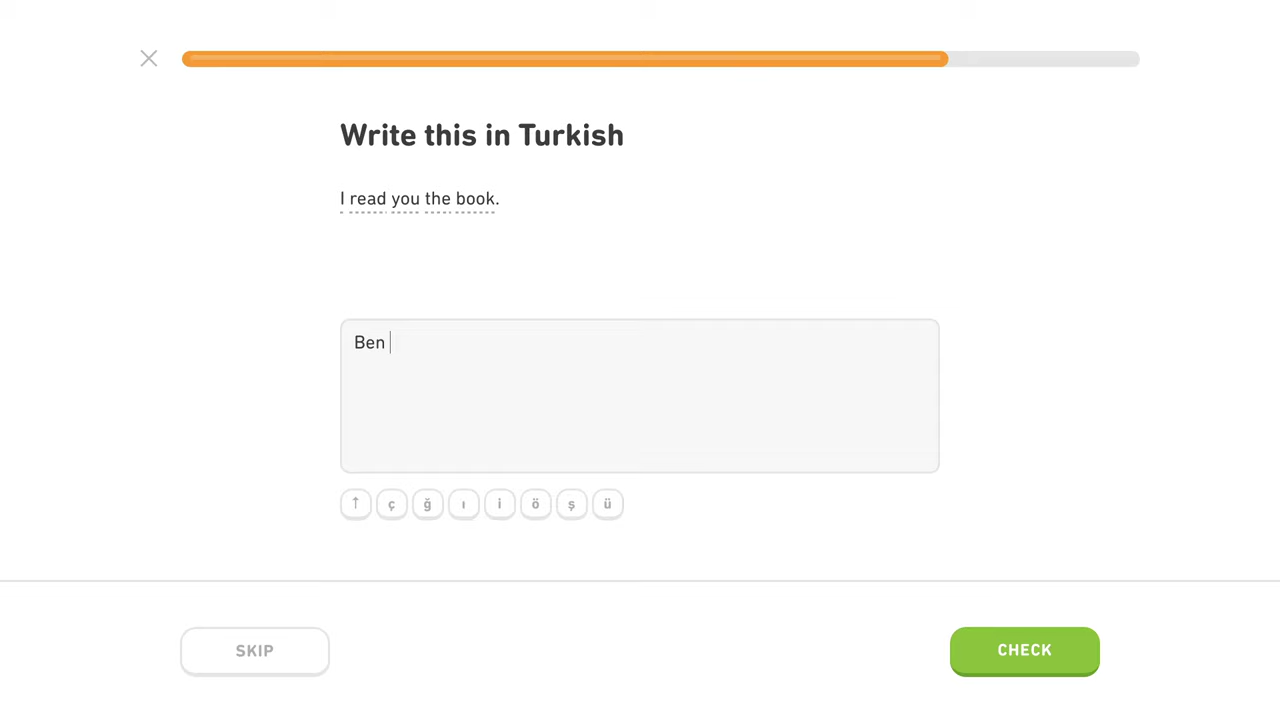 Write this in Turkish
I read you the book.
Ben
↑ ç ğ ı i ö ş ü
SKIP
CHECK